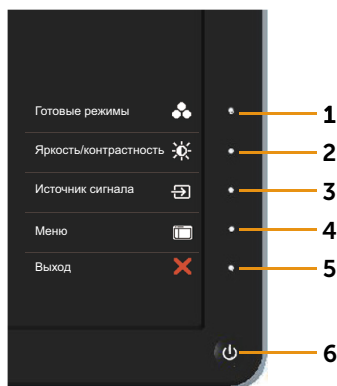 Готовые режимы
1
Яркость/контрастность
2
Источник сигнала
3
Меню
4
Выход
5
6